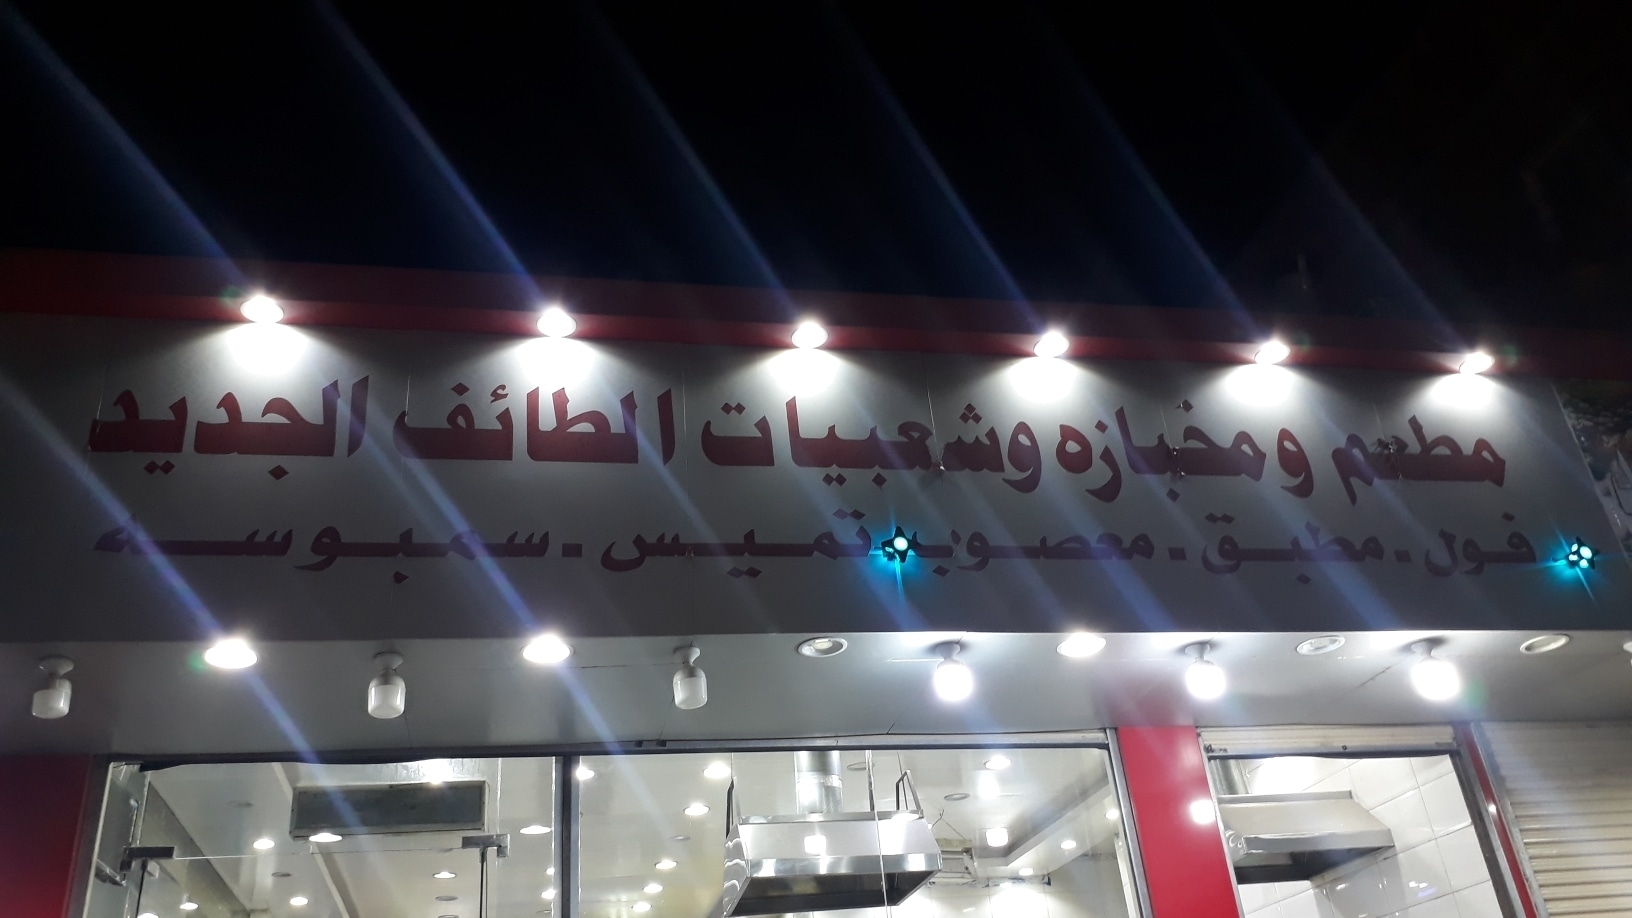 مطعم ومخبازه وشعبيات الطائف الجديد
فول - مطبق - معصوب - تميس - سمبوسه